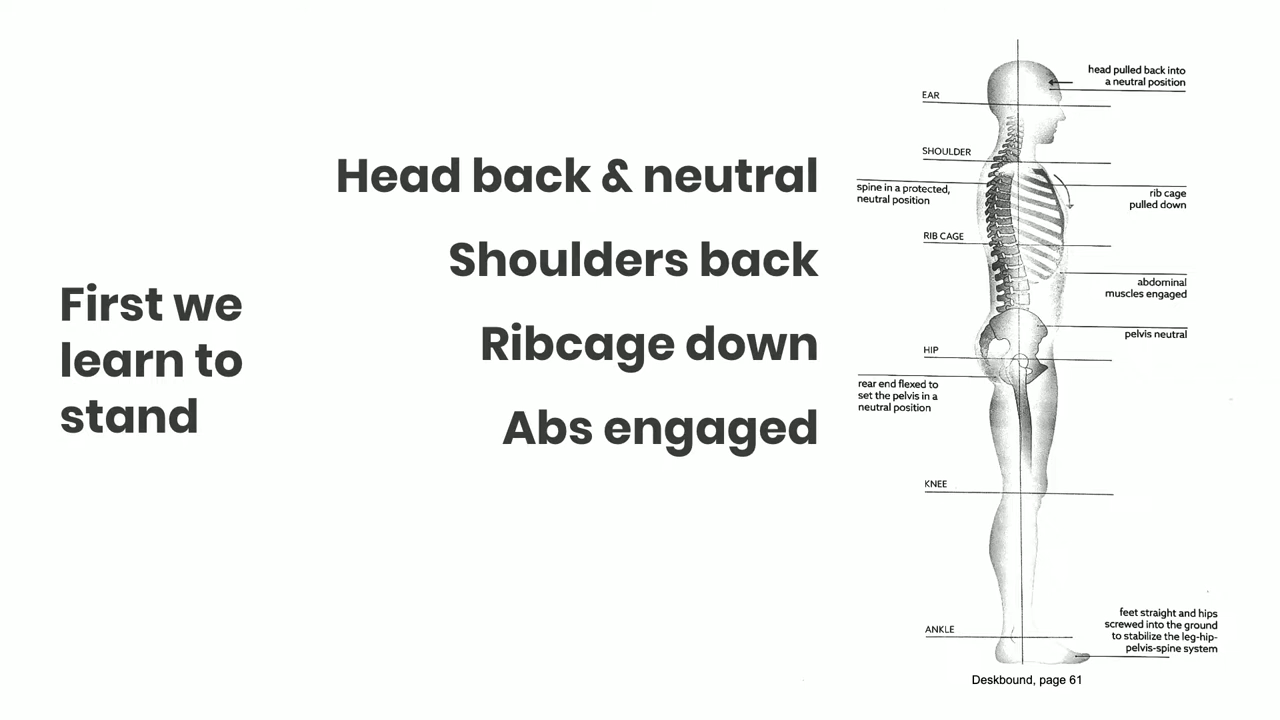 First we
learn to
stand
Head back & neutral
Shoulders back
Ribcage down
Abs engaged
head pulled back into
a neutral position
EAR
SHOULDER
spine in a protected,
neutral position
rib cage
pulled down
RIB CAGE
abdominal
muscles engaged
pelvis neutral
HIP
rear end flexed to
set the pelvis in a
neutral position
KNEE
feet straight and hips
screwed into the ground
to stabilize the leg-hip-
pelvis-spine system
ANKLE
Deskbound, page 61